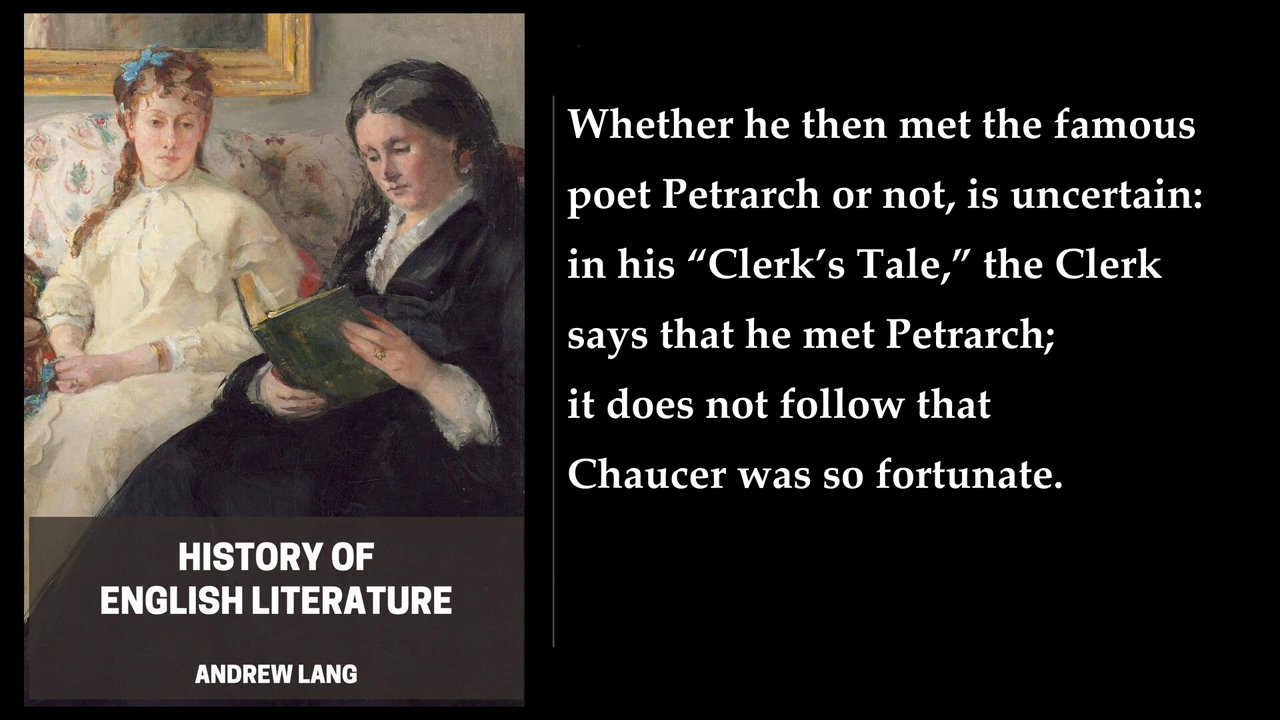 HISTORY OF
ENGLISH LITERATURE
ANDREW LANG
Whether he then met the famous
poet Petrarch or not, is uncertain:
in his “Clerk’s Tale,” the Clerk
says that he met Petrarch;
it does not follow that
Chaucer was so fortunate.